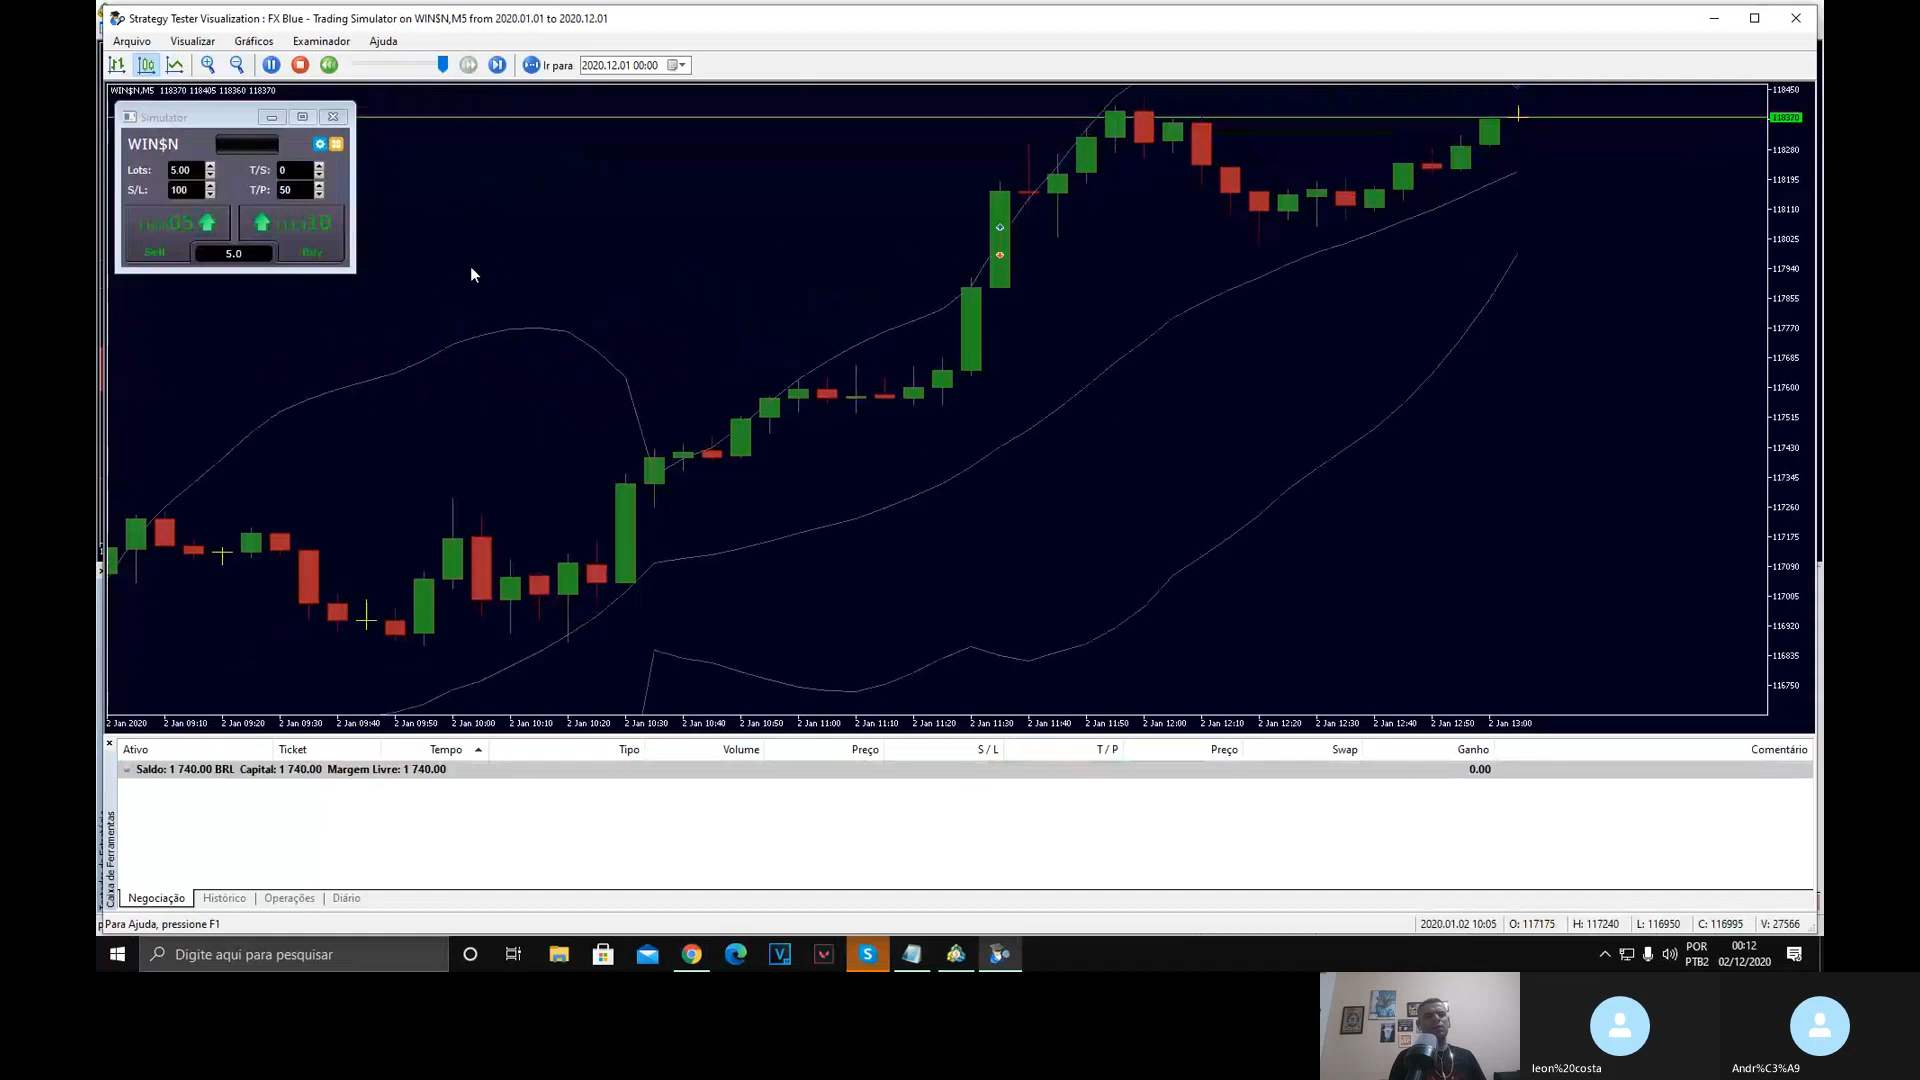 Strategy Tester Visualization : FX Blue - Trading Simulator on WIN$N,M5 from 2020.01.01 to 2020.12.01
Arquivo Visualizar Gráficos Examinador Ajuda
Ir para 2020.12.01 00:00
WIN$N,M5 118370 118405 118360 118370
Simulator
WIN$N
Lots: 5.00 T/S: 0
S/L: 100 T/P: 50
Sell 5.0 Buy
118450
118370
118280
118195
118110
118025
117940
117855
117770
117685
117600
117515
117430
117345
117260
117175
117090
117005
116920
116835
116750
2 Jan 2020 2 Jan 09:10 2 Jan 09:20 2 Jan 09:30 2 Jan 09:40 2 Jan 09:50 2 Jan 10:00 2 Jan 10:10 2 Jan 10:20 2 Jan 10:30 2 Jan 10:40 2 Jan 10:50 2 Jan 11:00 2 Jan 11:10 2 Jan 11:20 2 Jan 11:30 2 Jan 11:40 2 Jan 11:50 2 Jan 12:00 2 Jan 12:10 2 Jan 12:20 2 Jan 12:30 2 Jan 12:40 2 Jan 12:50 2 Jan 13:00
Ativo Ticket Tempo Tipo Volume Preço S / L T / P Preço Swap Ganho Comentário
Saldo: 1 740.00 BRL Capital: 1 740.00 Margem Livre: 1 740.00 0.00
Caixa de Ferramentas
Negociação Histórico Operações Diário
Para Ajuda, pressione F1 2020.01.02 10:05 O: 117175 H: 117240 L: 116950 C: 116995 V: 27566
Digite aqui para pesquisar
POR 00:12
PTB2 02/12/2020
leon%20costa Andr%C3%A9